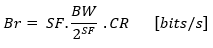 Br = SF. BW/2^SF .CR [bits/s]